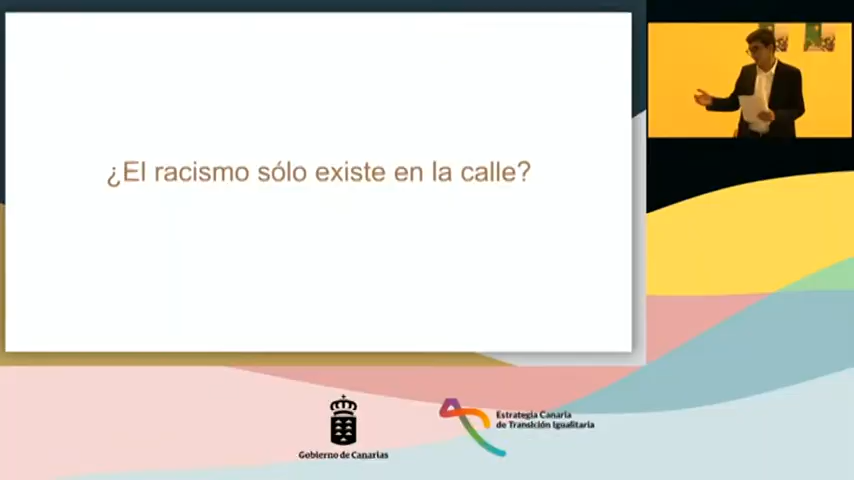 ¿El racismo sólo existe en la calle?
Gobierno de Canarias
Estrategia Canaria
de Transición Igualitaria